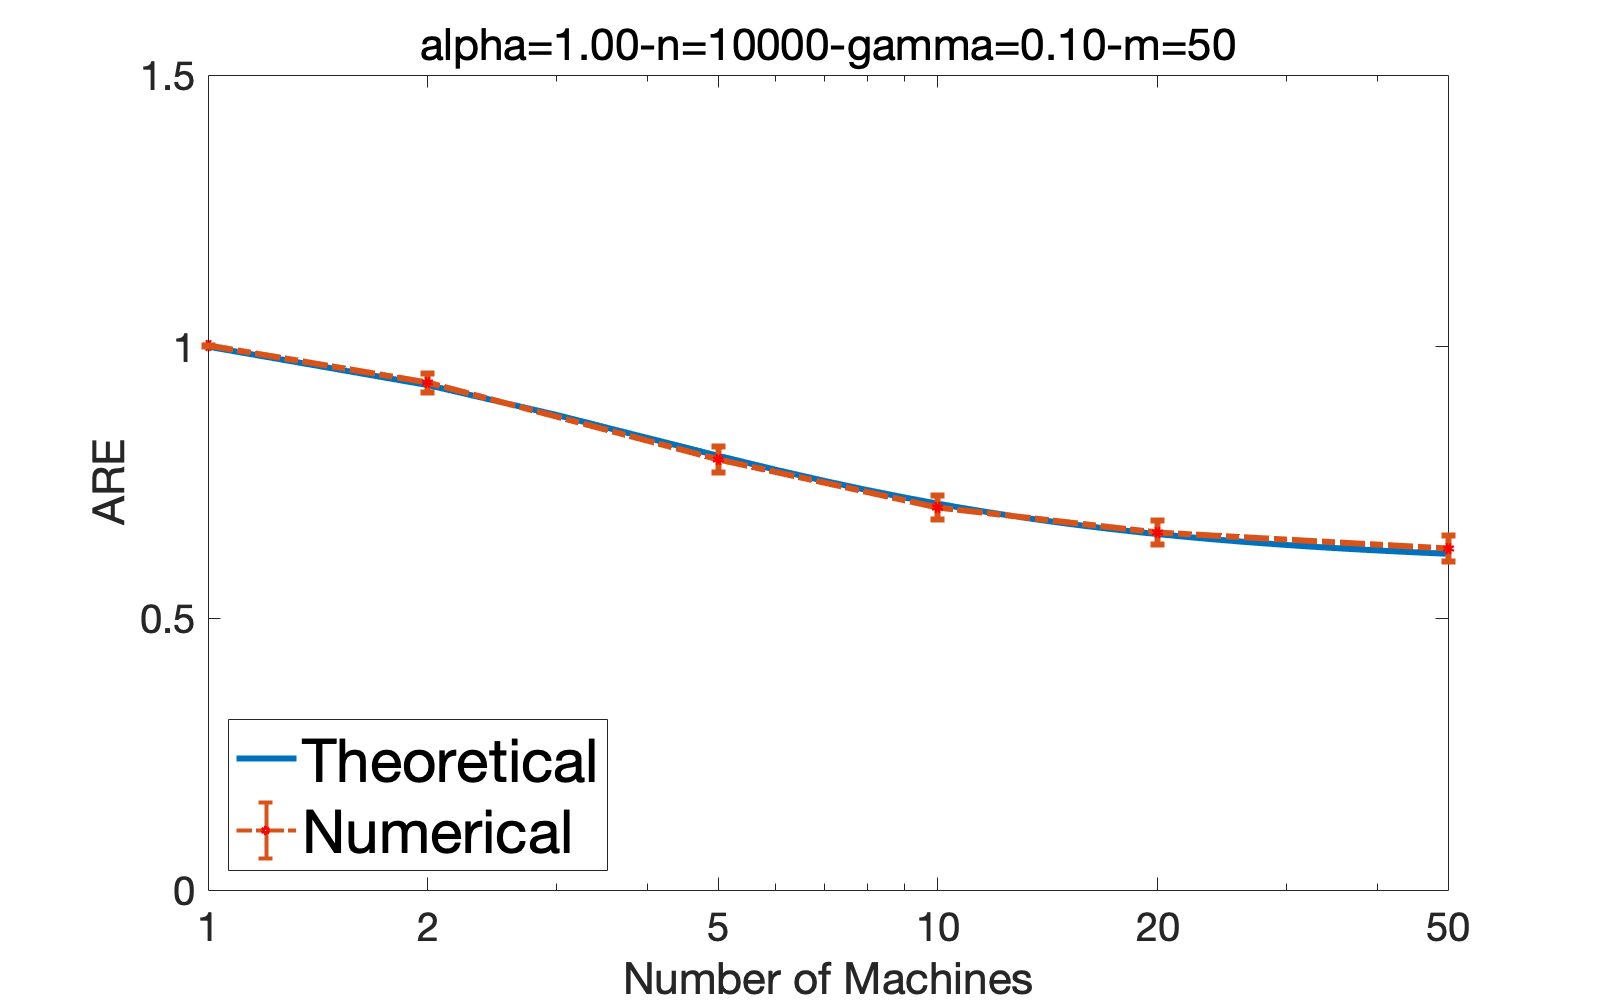 alpha=1.00-n=10000-gamma=0.10-m=50
1.5
1
0.5
0
ARE
Theoretical
Numerical
1 2 5 10 20 50
Number of Machines